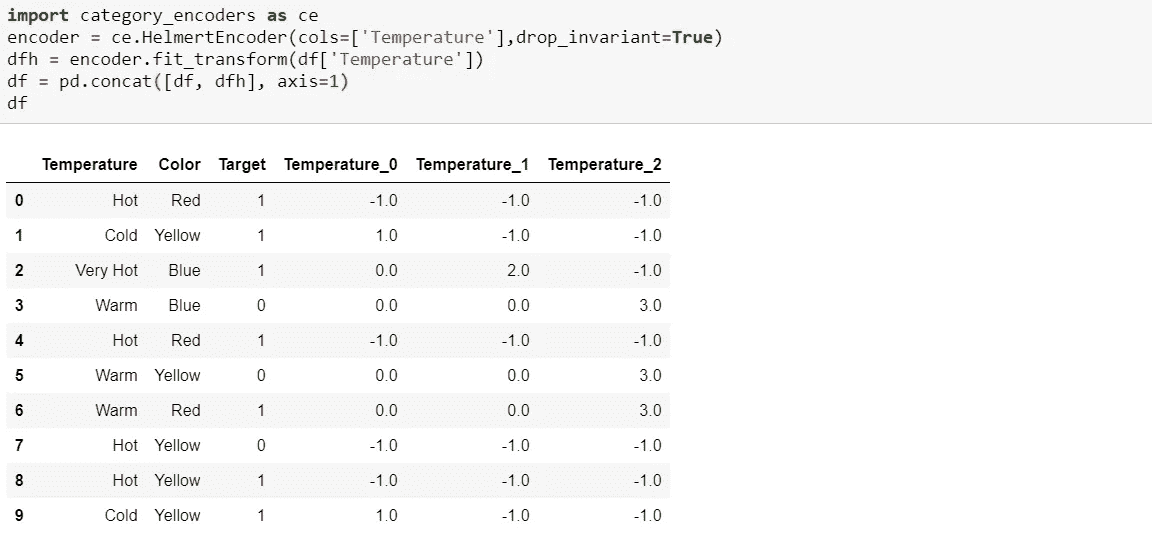 import category_encoders as ce
encoder = ce.HelmertEncoder(cols=['Temperature'],drop_invariant=True)
dfh = encoder.fit_transform(df['Temperature'])
df = pd.concat([df, dfh], axis=1)
df
Temperature Color Target Temperature_0 Temperature_1 Temperature_2
0 Hot Red 1 -1.0 -1.0 -1.0
1 Cold Yellow 1 1.0 -1.0 -1.0
2 Very Hot Blue 1 0.0 2.0 -1.0
3 Warm Blue 0 0.0 0.0 3.0
4 Hot Red 1 -1.0 -1.0 -1.0
5 Warm Yellow 0 0.0 0.0 3.0
6 Warm Red 1 0.0 0.0 3.0
7 Hot Yellow 0 -1.0 -1.0 -1.0
8 Hot Yellow 1 -1.0 -1.0 -1.0
9 Cold Yellow 1 1.0 -1.0 -1.0